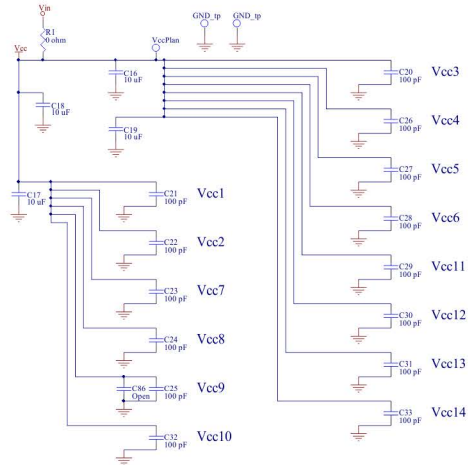 Vin
R1
0 ohm
Vcc
VccPlan
GND_tp
GND_tp
C16
10 uF
C18
10 uF
C19
10 uF
C17
10 uF
C20
100 pF
Vcc3
C26
100 pF
Vcc4
C27
100 pF
Vcc5
C28
100 pF
Vcc6
C29
100 pF
Vcc11
C30
100 pF
Vcc12
C31
100 pF
Vcc13
C33
100 pF
Vcc14
C21
100 pF
Vcc1
C22
100 pF
Vcc2
C23
100 pF
Vcc7
C24
100 pF
Vcc8
C86
Open
C25
100 pF
Vcc9
C32
100 pF
Vcc10